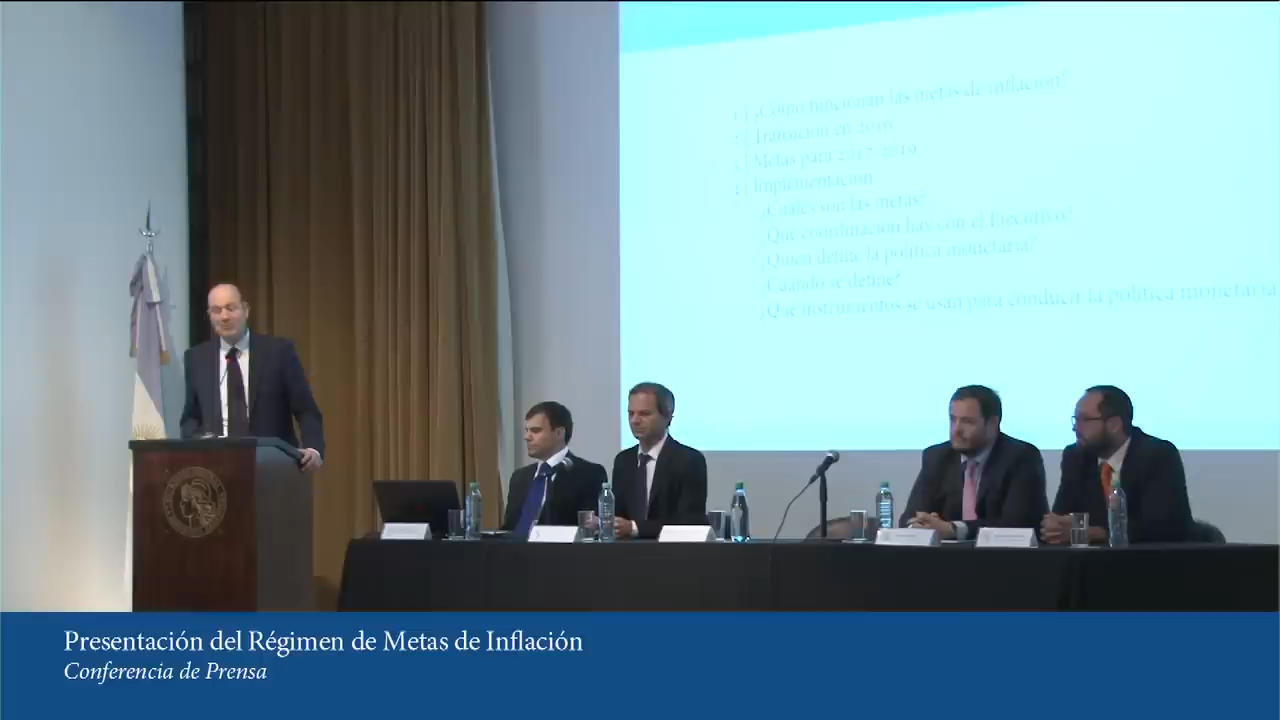 1 ¿Cómo funcionan las metas de inflación?
2 Transición en 2016
3 Metas para 2017-2019
4 Implementación
¿Cuáles son las metas?
¿Qué coordinación hay con el Ejecutivo?
¿Quién define la política monetaria?
¿Cuándo se define?
¿Qué instrumentos se usan para conducir la política monetaria
Presentación del Régimen de Metas de Inflación
Conferencia de Prensa